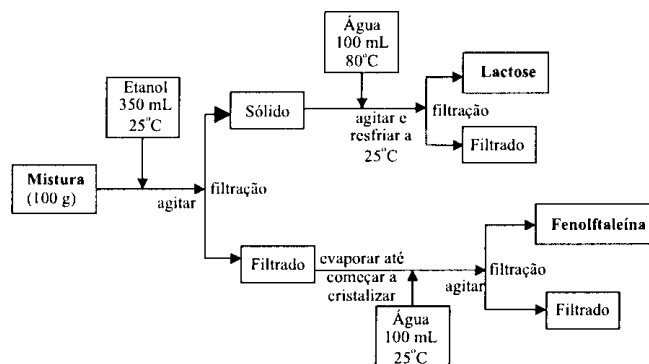 Água
100 mL
80°C
Lactose
Etanol
350 mL
25°C
Sólido
filtração
agitar e
resfriar a
25°C
Filtrado
Mistura
(100 g)
agitar
filtração
Fenolftaleína
Filtrado
evaporar até
começar a
cristalizar
agitar
filtração
Filtrado
Água
100 mL
25°C